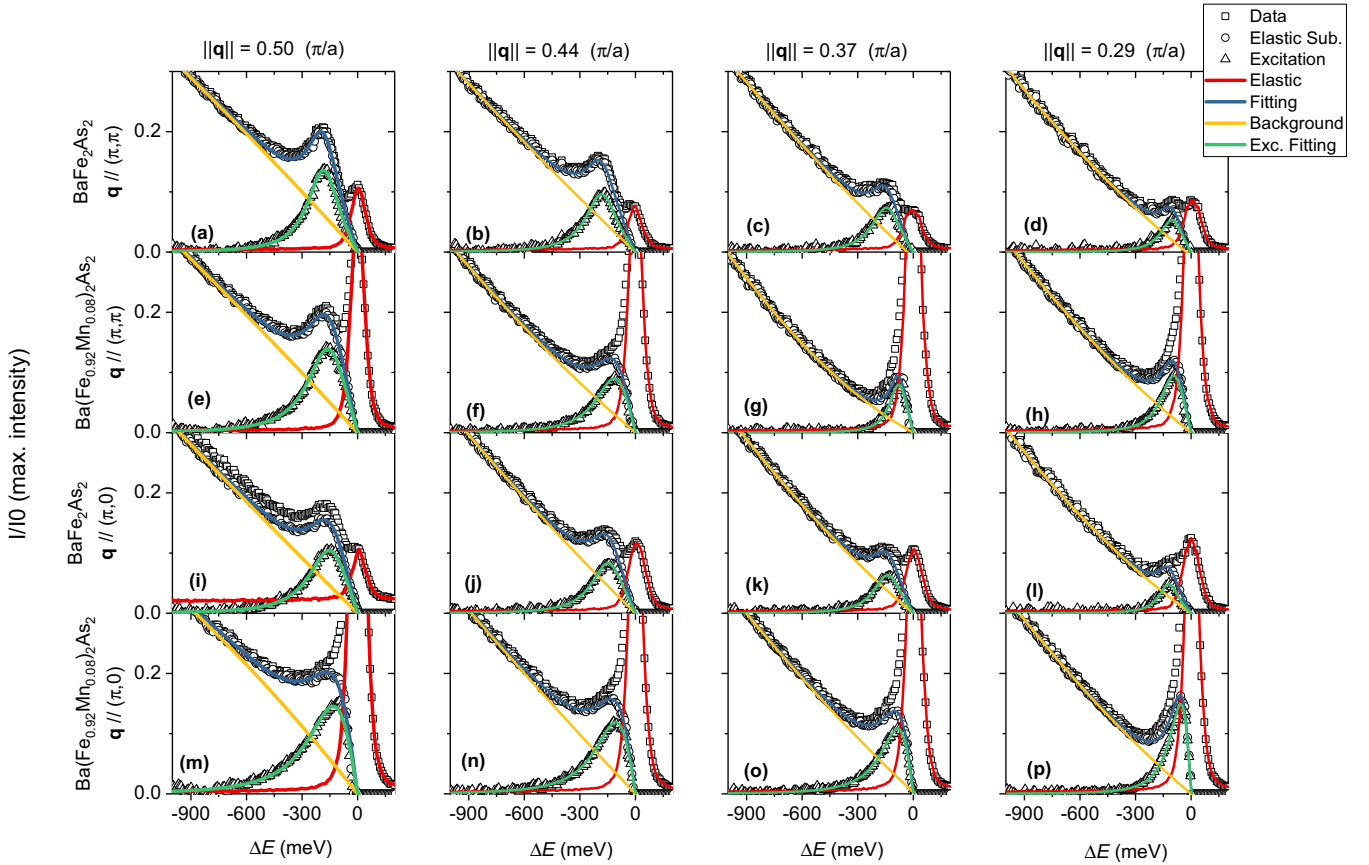 ||q|| = 0.50 (π/a)
||q|| = 0.44 (π/a)
||q|| = 0.37 (π/a)
||q|| = 0.29 (π/a)
Data
Elastic Sub.
Excitation
Elastic
Fitting
Background
Exc. Fitting
I/I0 (max. intensity)
BaFe₂As₂
q // (π,π)
0.2
0.0
(a)
(b)
(c)
(d)
Ba(Fe₀.₉₂Mn₀.₀₈)₂As₂
q // (π,π)
0.2
0.0
(e)
(f)
(g)
(h)
BaFe₂As₂
q // (π,0)
0.2
0.0
(i)
(j)
(k)
(l)
Ba(Fe₀.₉₂Mn₀.₀₈)₂As₂
q // (π,0)
0.2
0.0
(m)
(n)
(o)
(p)
-900 -600 -300 0
-900 -600 -300 0
-900 -600 -300 0
-900 -600 -300 0
ΔE (meV)
ΔE (meV)
ΔE (meV)
ΔE (meV)